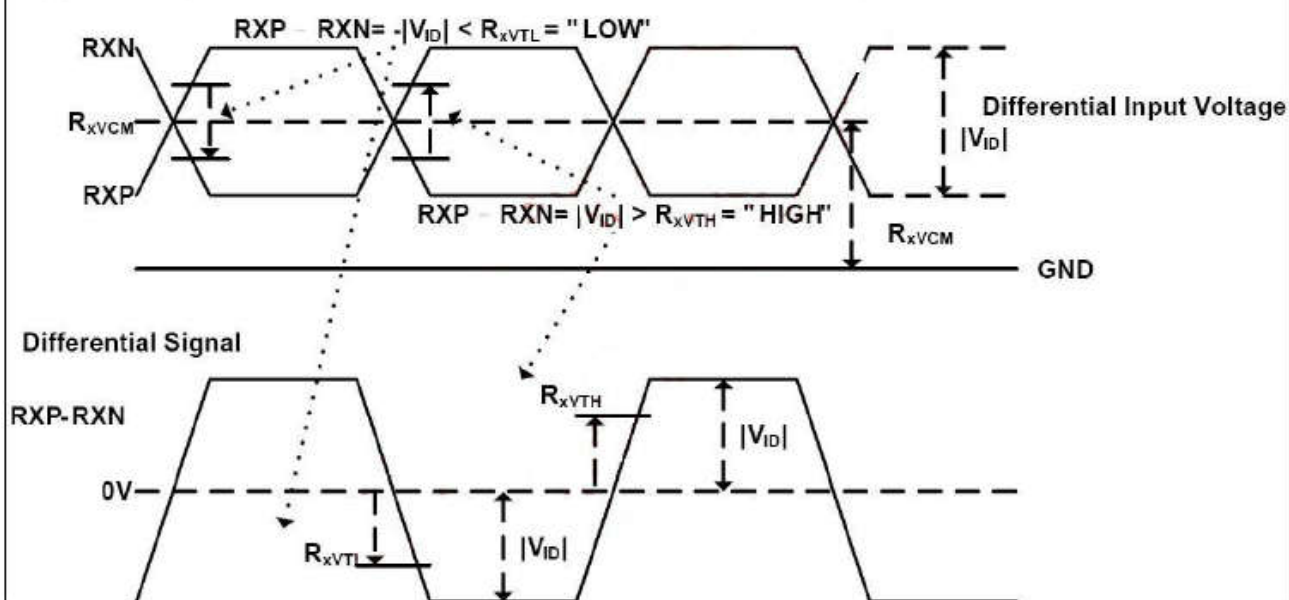 RXP - RXN= -|VID| < RxVTL = "LOW"
RXN
RxVCM
RXP
Differential Input Voltage
|VID|
RXP - RXN= |VID| > RxVTH = "HIGH"
RxVCM
GND
Differential Signal
RXP-RXN
RxVTH
|VID|
0V
RxVTL
|VID|